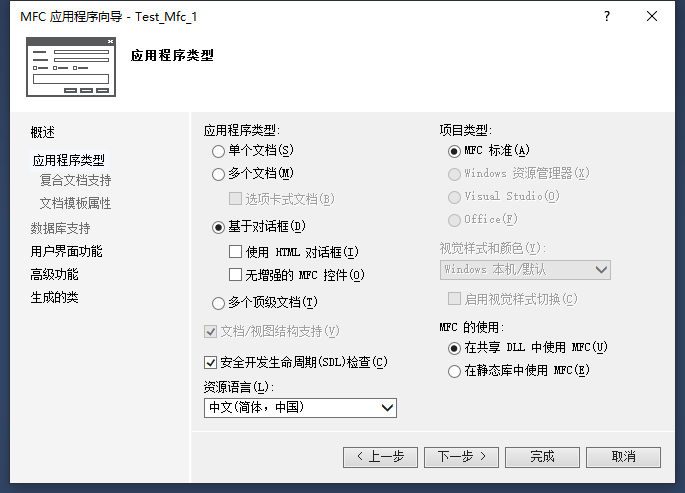 MFC 应用程序向导 - Test_Mfc_1
?
应用程序类型
概述
应用程序类型
复合文档支持
文档模板属性
数据库支持
用户界面功能
高级功能
生成的类
应用程序类型:
单个文档(S)
多个文档(M)
选项卡式文档(B)
基于对话框(D)
使用 HTML 对话框(I)
无增强的 MFC 控件(O)
多个顶级文档(T)
文档/视图结构支持(V)
安全开发生命周期(SDL)检查(C)
资源语言(L):
中文(简体，中国)
项目类型:
MFC 标准(A)
Windows 资源管理器(X)
Visual Studio(O)
Office(F)
视觉样式和颜色(Y):
Windows 本机/默认
启用视觉样式切换(C)
MFC 的使用:
在共享 DLL 中使用 MFC(U)
在静态库中使用 MFC(E)
< 上一步
下一步 >
完成
取消